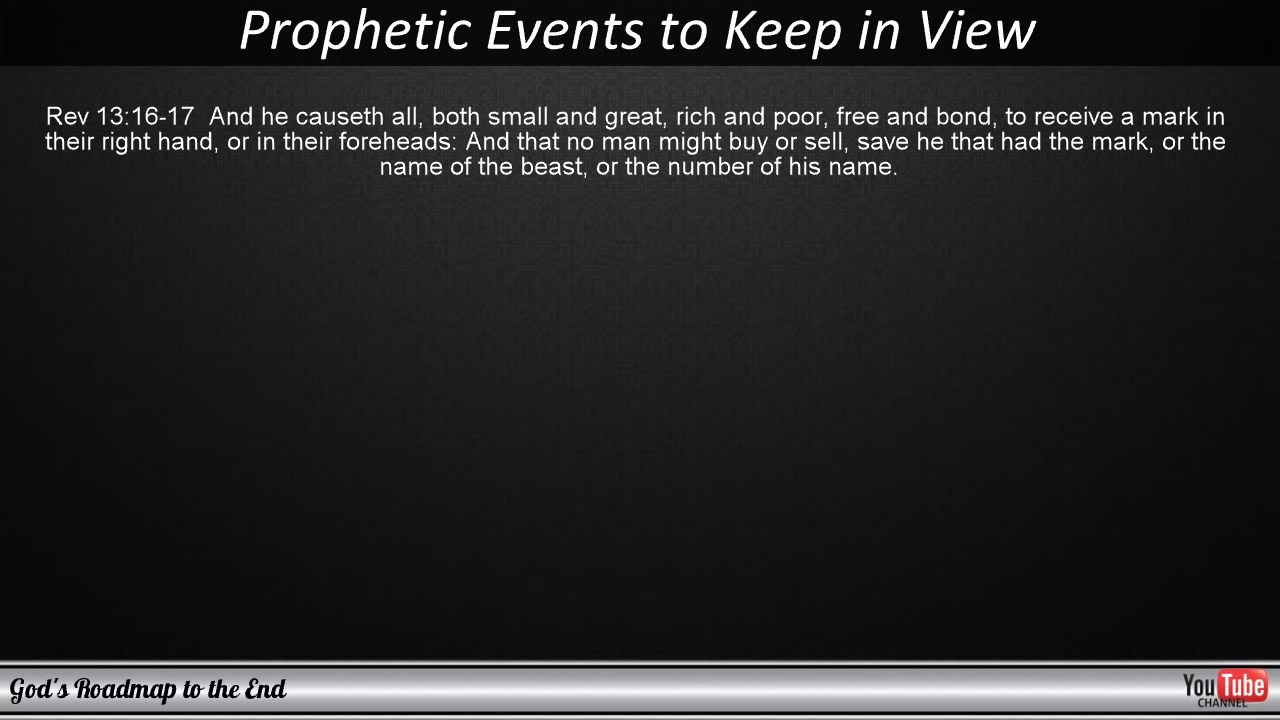 Prophetic Events to Keep in View
Rev 13:16-17  And he causeth all, both small and great, rich and poor, free and bond, to receive a mark in
their right hand, or in their foreheads: And that no man might buy or sell, save he that had the mark, or the
name of the beast, or the number of his name.
God's Roadmap to the End
YouTube
CHANNEL